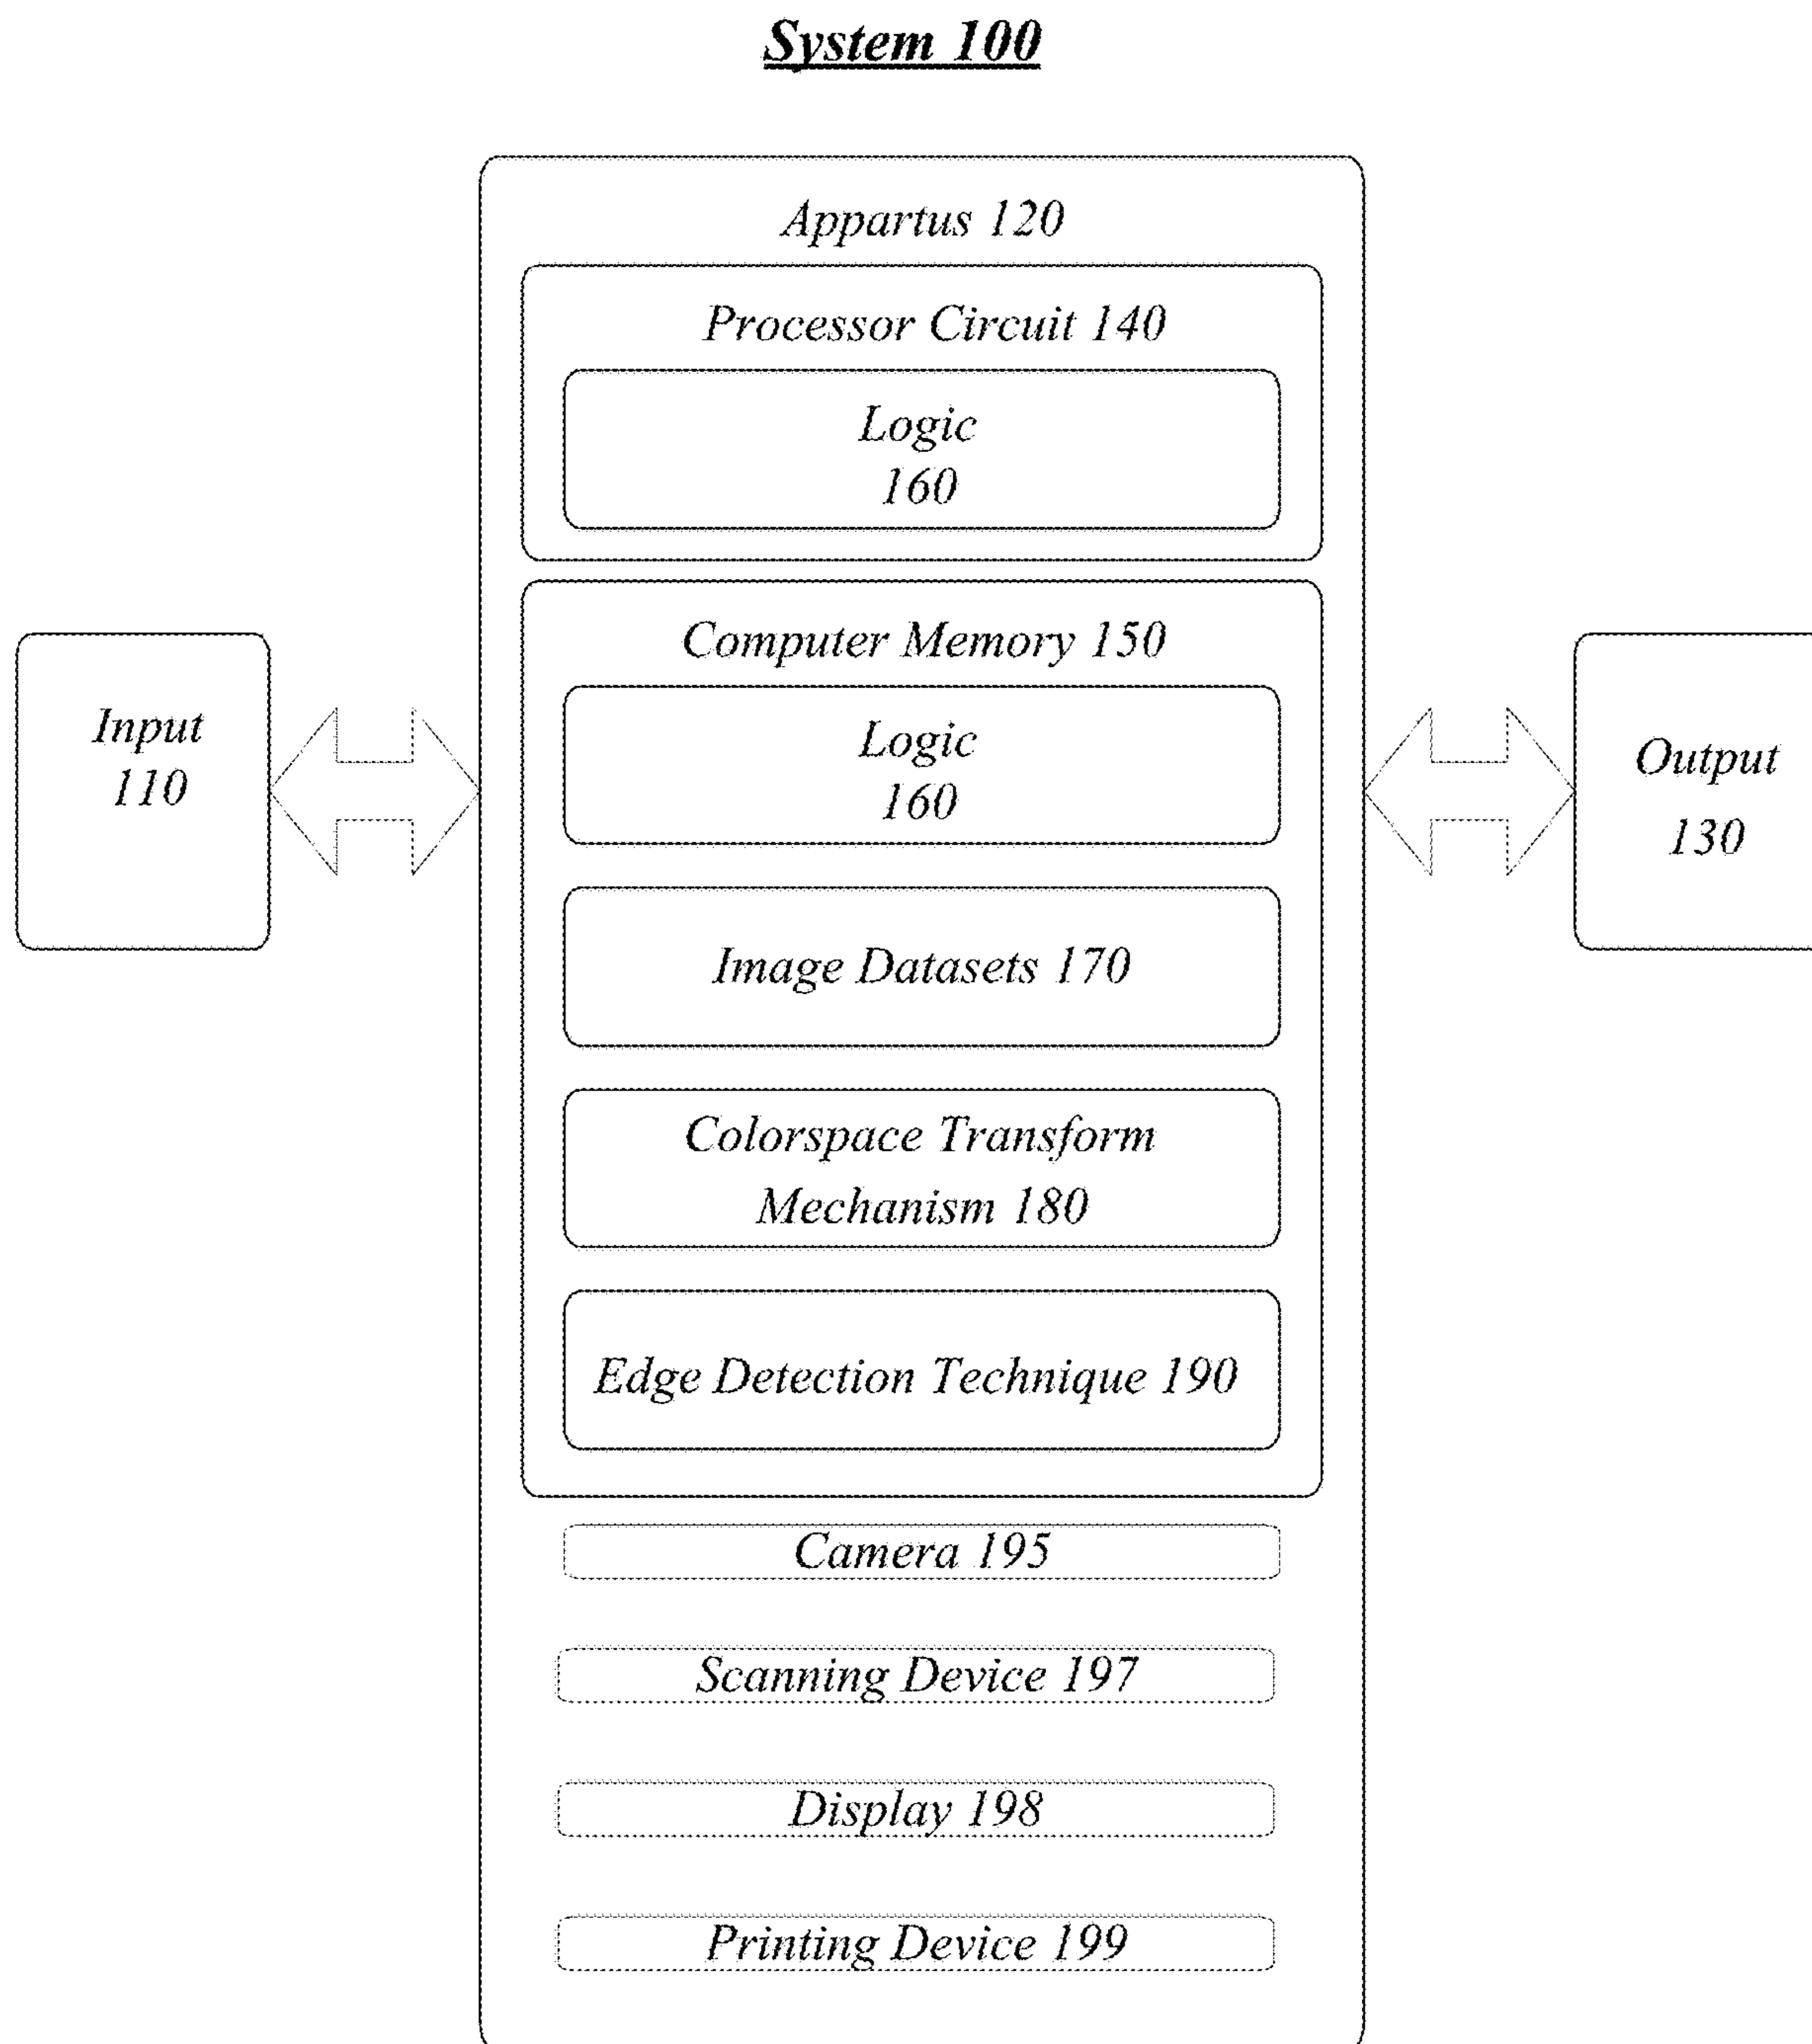 System 100
Appartus 120
Processor Circuit 140
Logic
160
Computer Memory 150
Logic
160
Input
110
Output
130
Image Datasets 170
Colorspace Transform
Mechanism 180
Edge Detection Technique 190
Camera 195
Scanning Device 197
Display 198
Printing Device 199